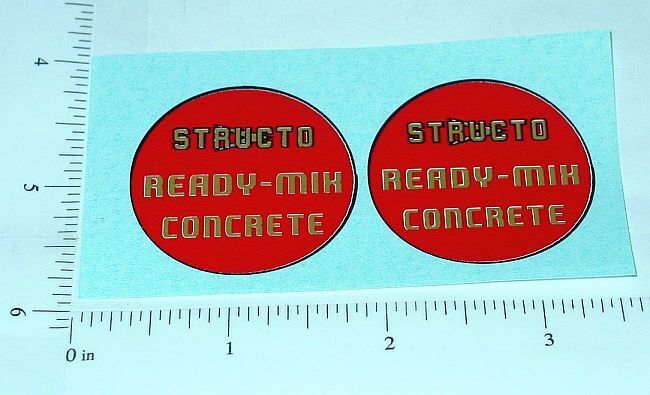 STRUCTO
READY-MIX
CONCRETE
STRUCTO
READY-MIX
CONCRETE
4
5
6
0 in
1
2
3